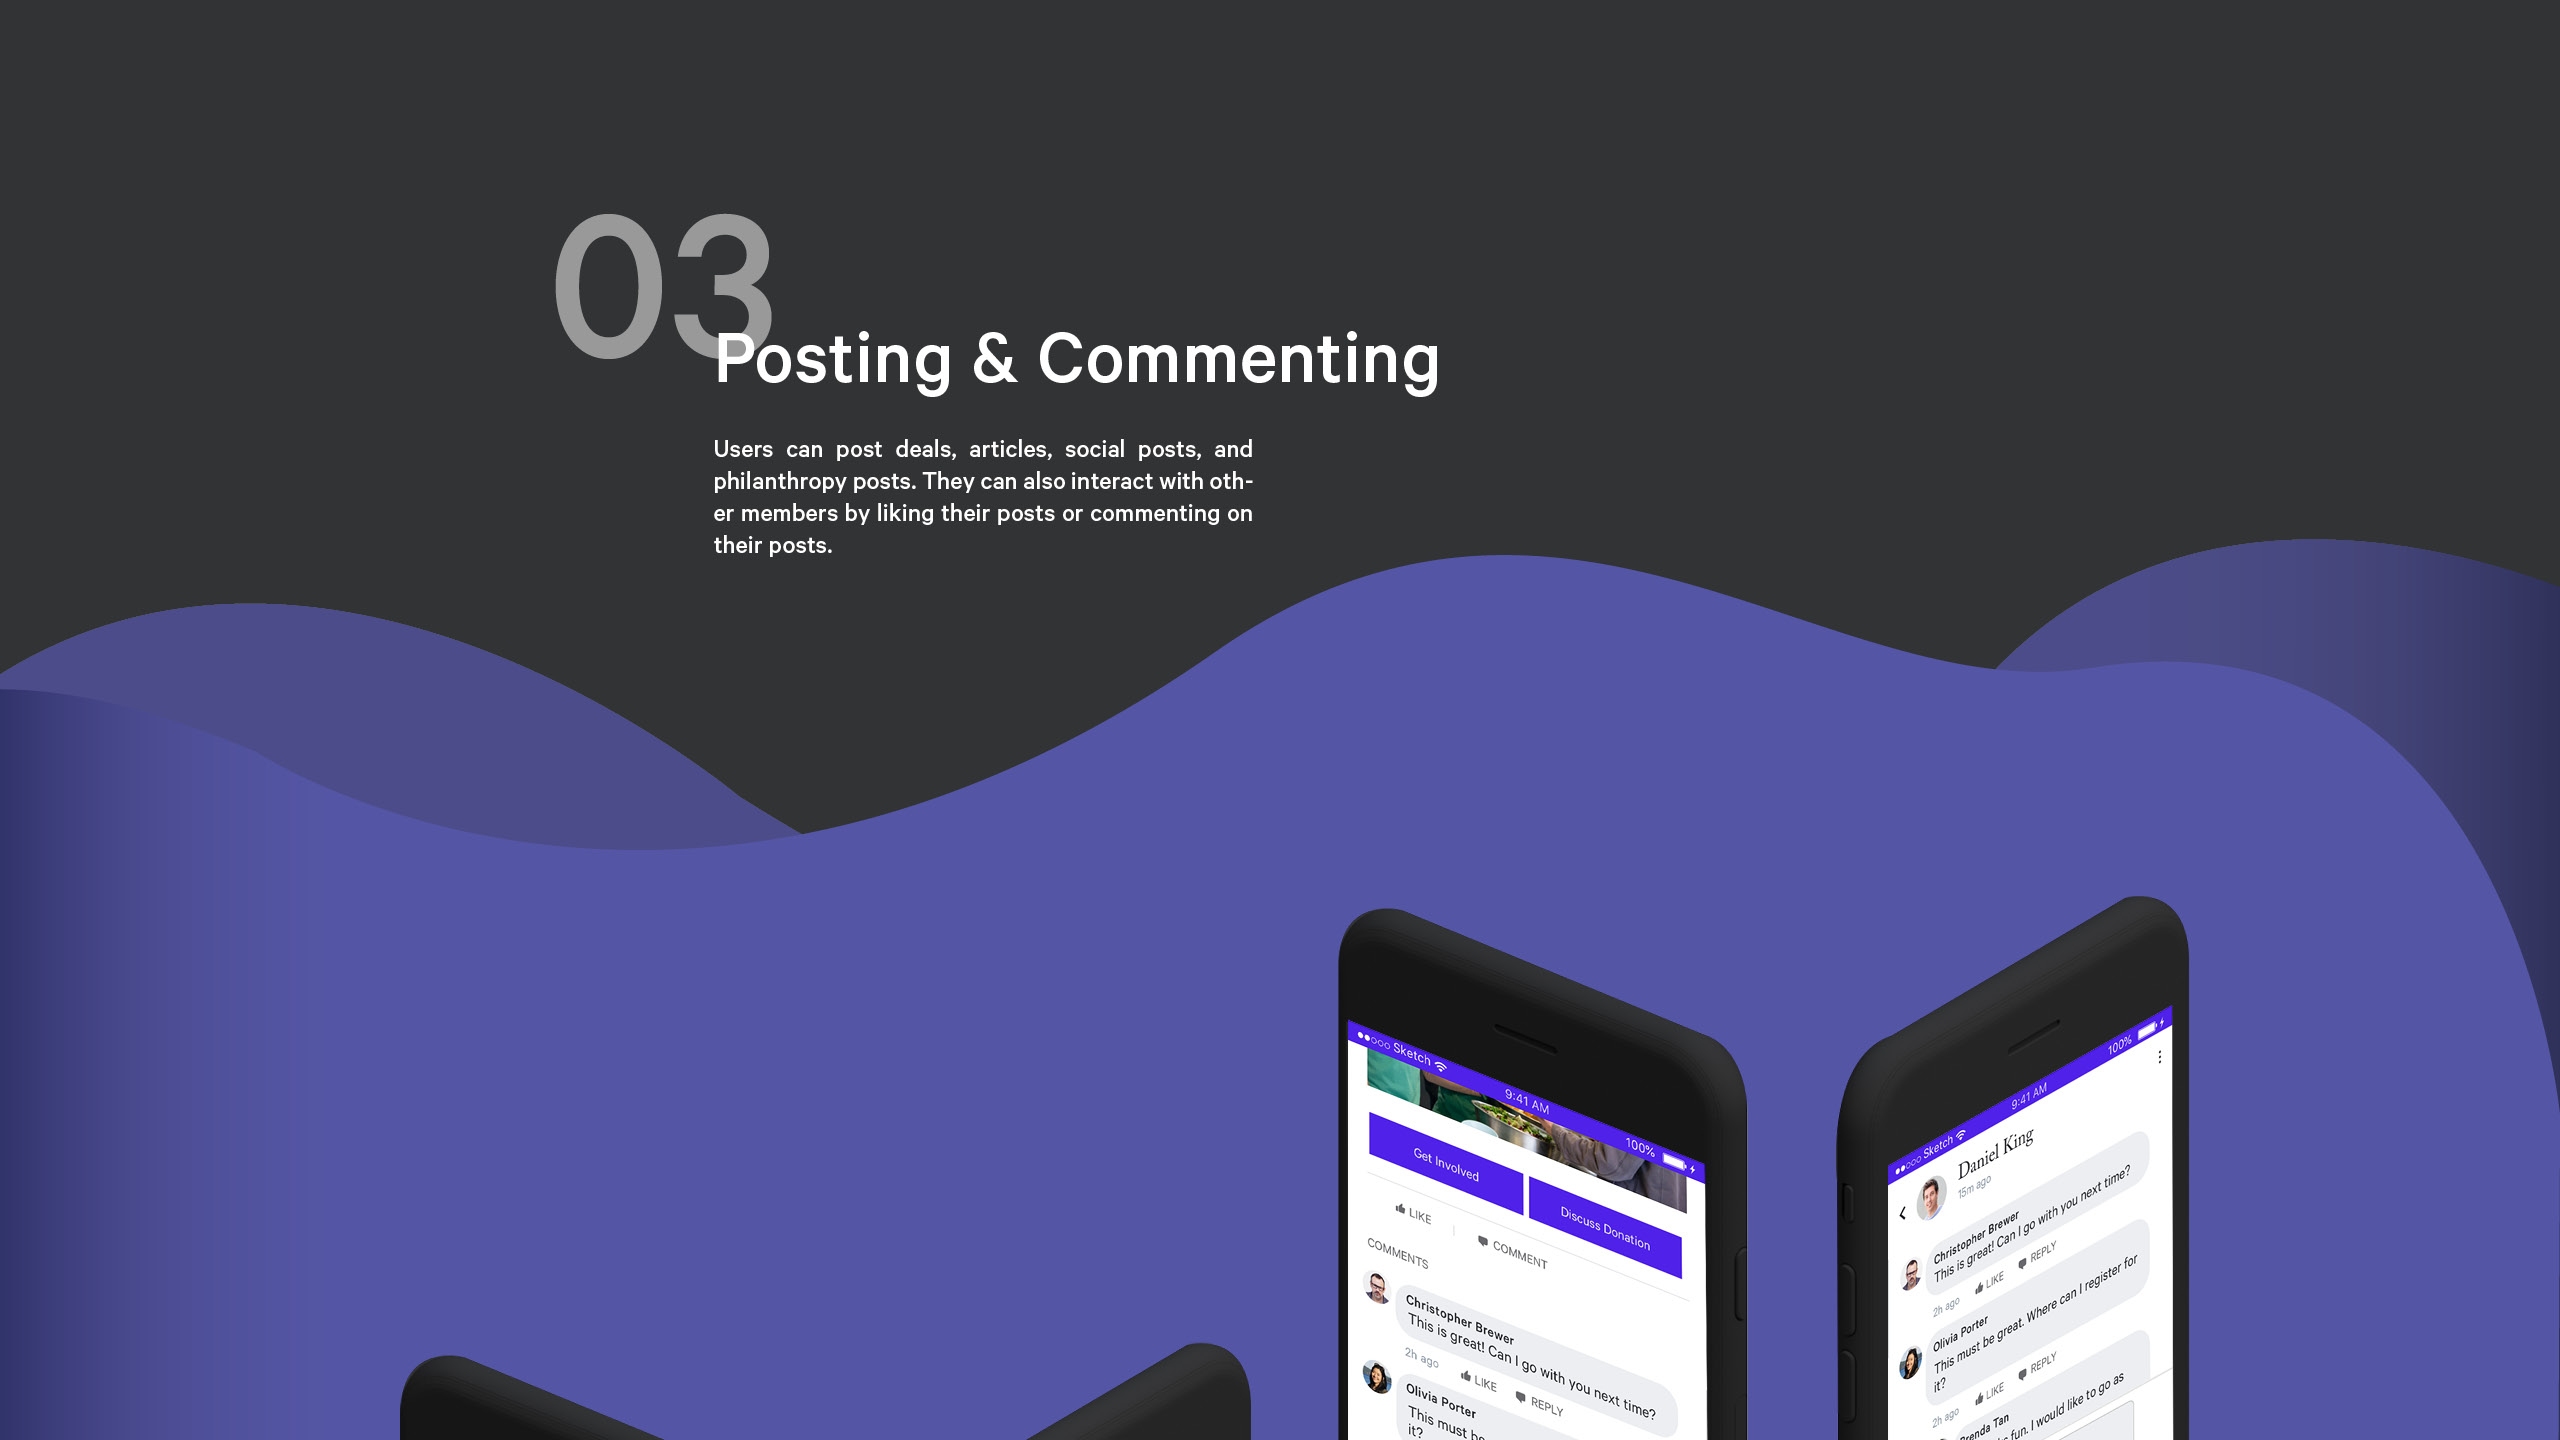 03
Posting & Commenting
Users can post deals, articles, social posts, and
philanthropy posts. They can also interact with oth-
er members by liking their posts or commenting on
their posts.
Sketch
9:41 AM
100%
Get Involved
Discuss Donation
LIKE
COMMENT
COMMENTS
Christopher Brewer
This is great! Can I go with you next time?
2h ago
LIKE
REPLY
Olivia Porter
This must be
it?
Sketch
9:41 AM
100%
Daniel King
15m ago
Christopher Brewer
This is great! Can I go with you next time?
2h ago
LIKE
REPLY
Olivia Porter
This must be great. Where can I register for
it?
2h ago
LIKE
REPLY
Tan
fun. I would like to go as